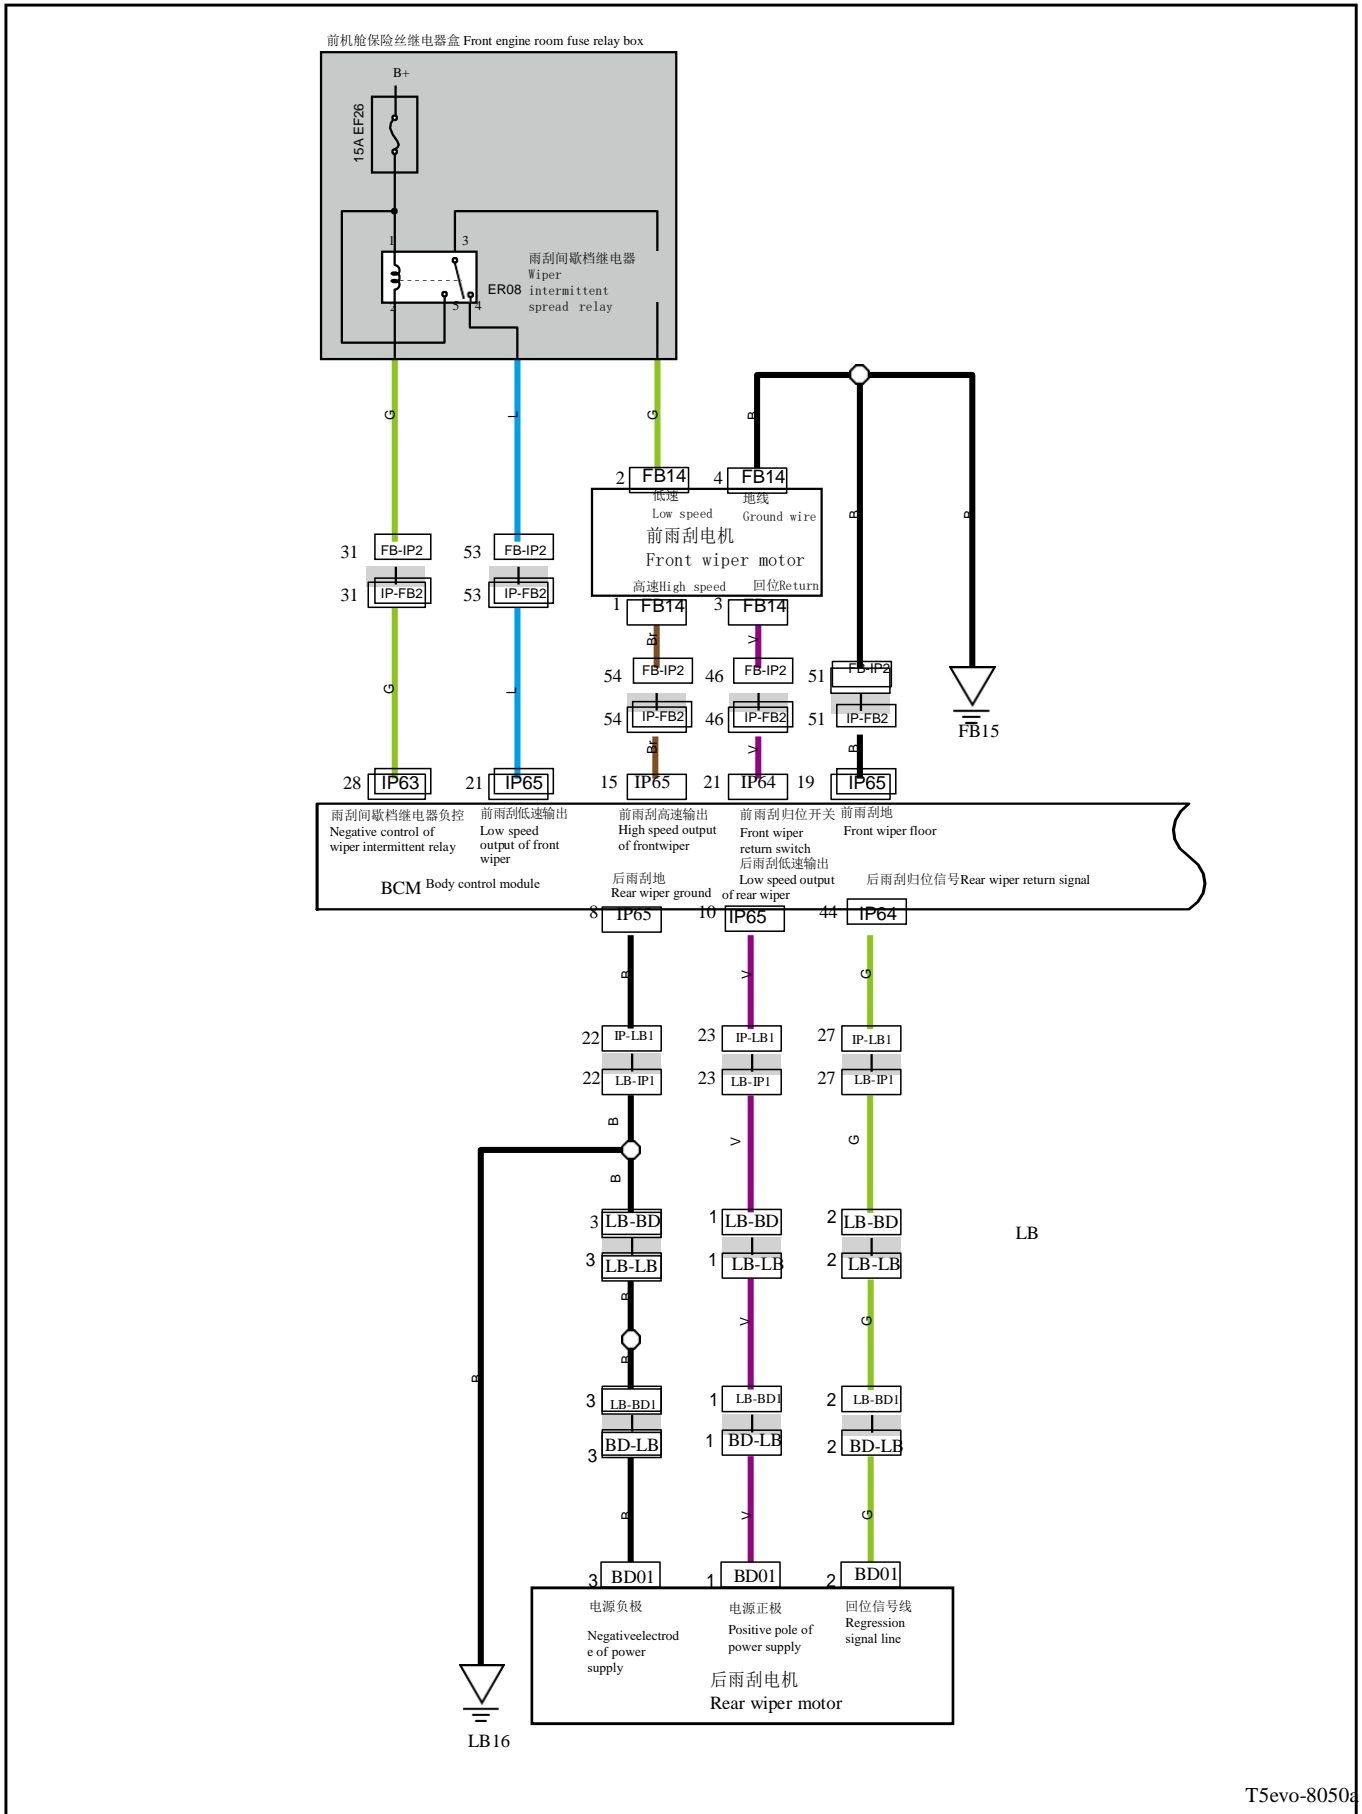 前机舱保险丝继电器盒 Front engine room fuse relay box
B+
15A EF26
1
3
雨刮间歇档继电器
Wiper
ER08 intermittent
spread relay
2
5
4
G
L
G
B
B
B
2 FB14
4 FB14
低速
Low speed
地线
Ground wire
前雨刮电机
Front wiper motor
高速High speed
回位Return
31 FB-IP2
53 FB-IP2
31 IP-FB2
53 IP-FB2
1 FB14
3 FB14
Br
V
54 FB-IP2
46 FB-IP2
51 FB-IP2
54 IP-FB2
46 IP-FB2
51 IP-FB2
FB15
G
L
Br
V
B
28 IP63
21 IP65
15 IP65
21 IP64
19 IP65
雨刮间歇档继电器负控
Negative control of
wiper intermittent relay
前雨刮低速输出
Low speed
output of front
wiper
前雨刮高速输出
High speed output
of frontwiper
前雨刮归位开关
Front wiper
return switch
前雨刮地
Front wiper floor
BCM Body control module
后雨刮地
Rear wiper ground
后雨刮低速输出
Low speed output
of rear wiper
后雨刮归位信号Rear wiper return signal
8 IP65
10 IP65
44 IP64
B
V
G
22 IP-LB1
23 IP-LB1
27 IP-LB1
22 LB-IP1
23 LB-IP1
27 LB-IP1
B
V
G
B
3 LB-BD
1 LB-BD
2 LB-BD
LB
3 LB-LB
1 LB-LB
2 LB-LB
B
V
G
B
B
3 LB-BD1
1 LB-BD1
2 LB-BD1
3 BD-LB
1 BD-LB
2 BD-LB
B
V
G
3 BD01
1 BD01
2 BD01
电源负极
Negativeelectrod
e of power
supply
电源正极
Positive pole of
power supply
回位信号线
Regression
signal line
后雨刮电机
Rear wiper motor
LB16
T5evo-8050a